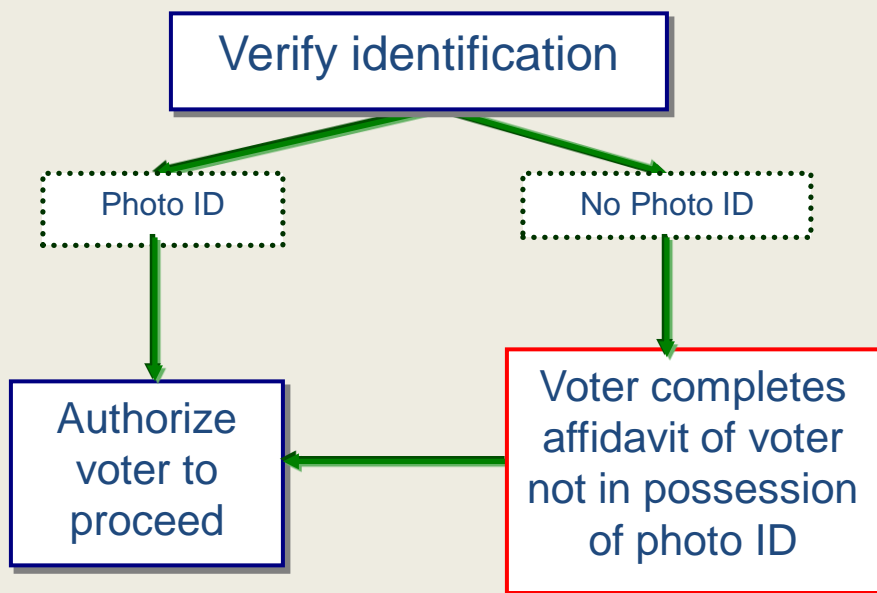 Verify identification
Photo ID
No Photo ID
Authorize
voter to
proceed
Voter completes
affidavit of voter
not in possession
of photo ID